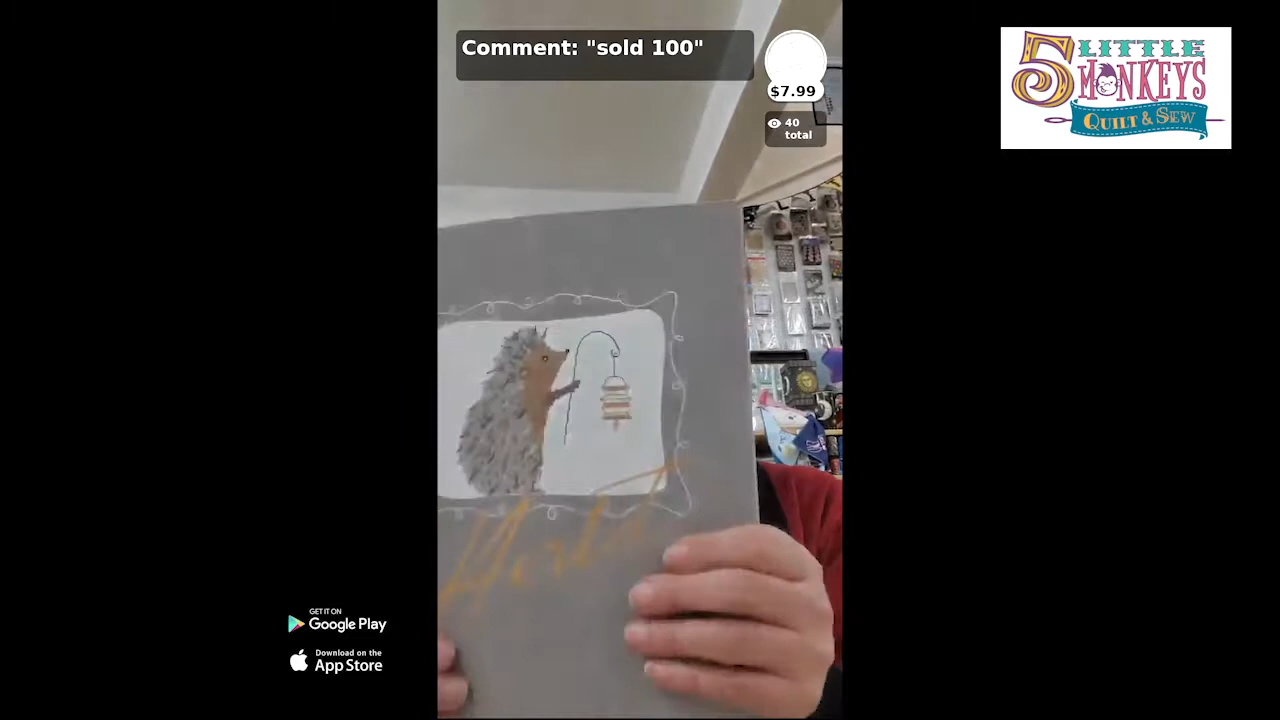 Comment: "sold 100"
$7.99
40
total
5 LITTLE
MONKEYS
QUILT & SEW
GET IT ON
Google Play
Download on the
App Store